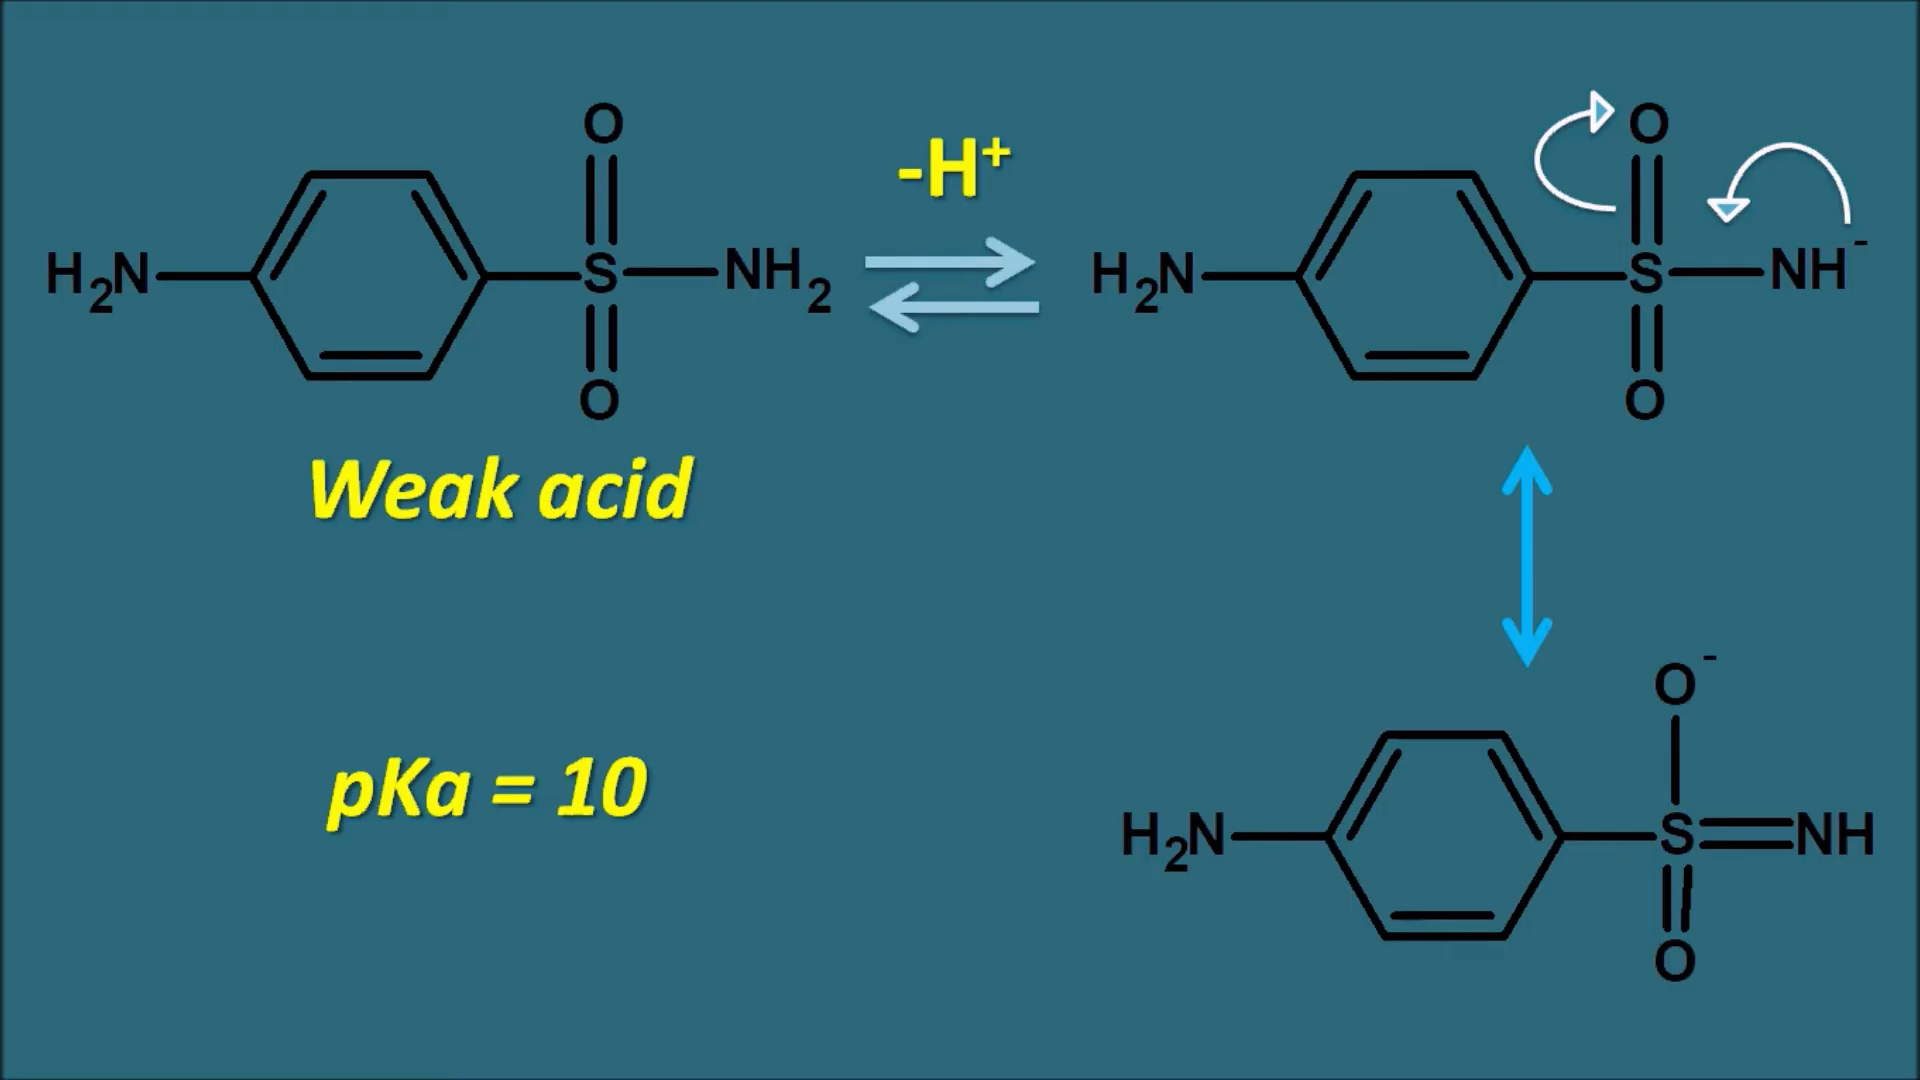 O
O
-H⁺
H₂N
S
NH₂
H₂N
S
NH⁻
O
O
Weak acid
O⁻
pKa = 10
H₂N
S
NH
O